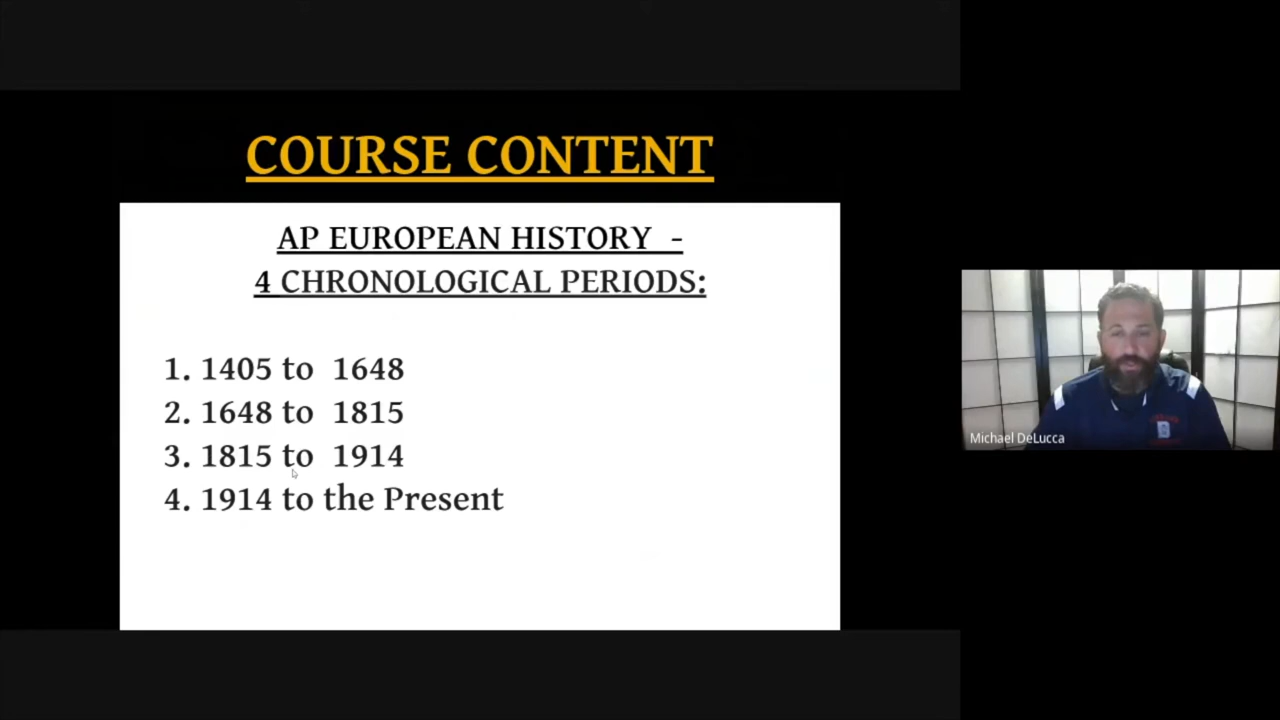 COURSE CONTENT
AP EUROPEAN HISTORY -
4 CHRONOLOGICAL PERIODS:
1. 1405 to 1648
2. 1648 to 1815
3. 1815 to 1914
4. 1914 to the Present
Michael DeLucca